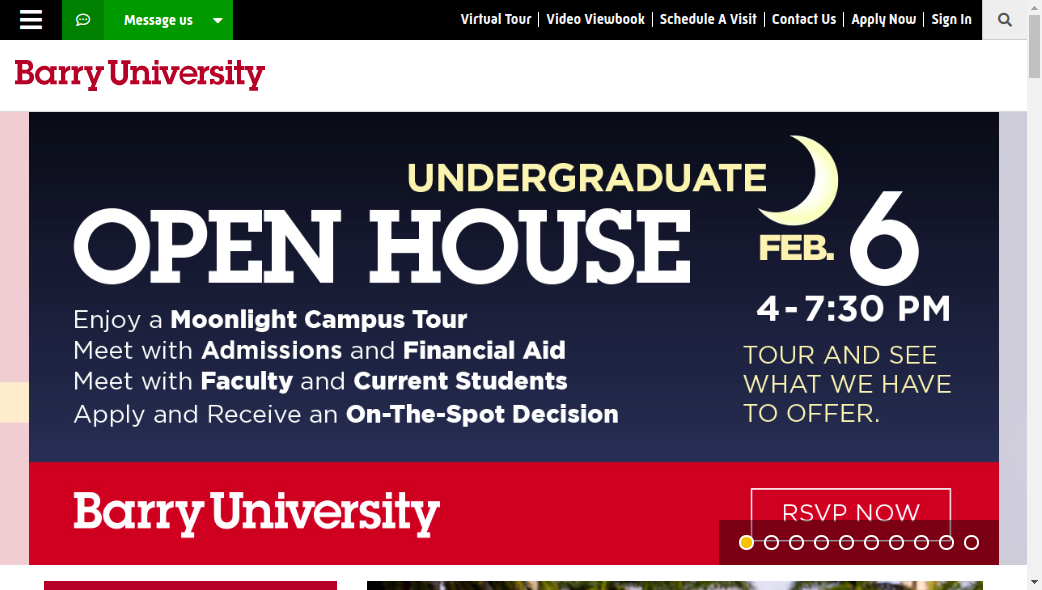 Message us
Virtual Tour
Video Viewbook
Schedule A Visit
Contact Us
Apply Now
Sign In
Barry University
UNDERGRADUATE
OPEN HOUSE
FEB. 6
4-7:30 PM
Enjoy a Moonlight Campus Tour
Meet with Admissions and Financial Aid
Meet with Faculty and Current Students
Apply and Receive an On-The-Spot Decision
TOUR AND SEE
WHAT WE HAVE
TO OFFER.
Barry University
RSVP NOW